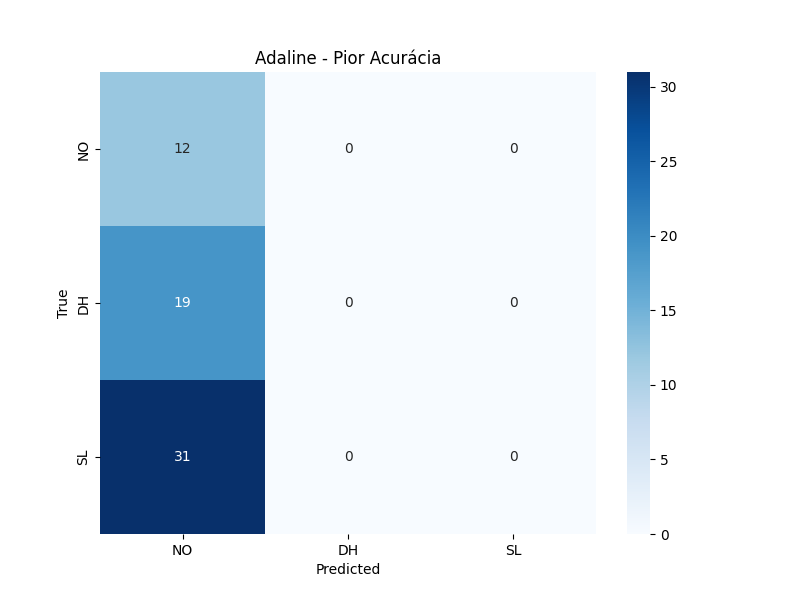 Adaline - Pior Acurácia
NO 12 0 0
DH 19 0 0
SL 31 0 0
True
NO DH SL
Predicted
30
25
20
15
10
5
0